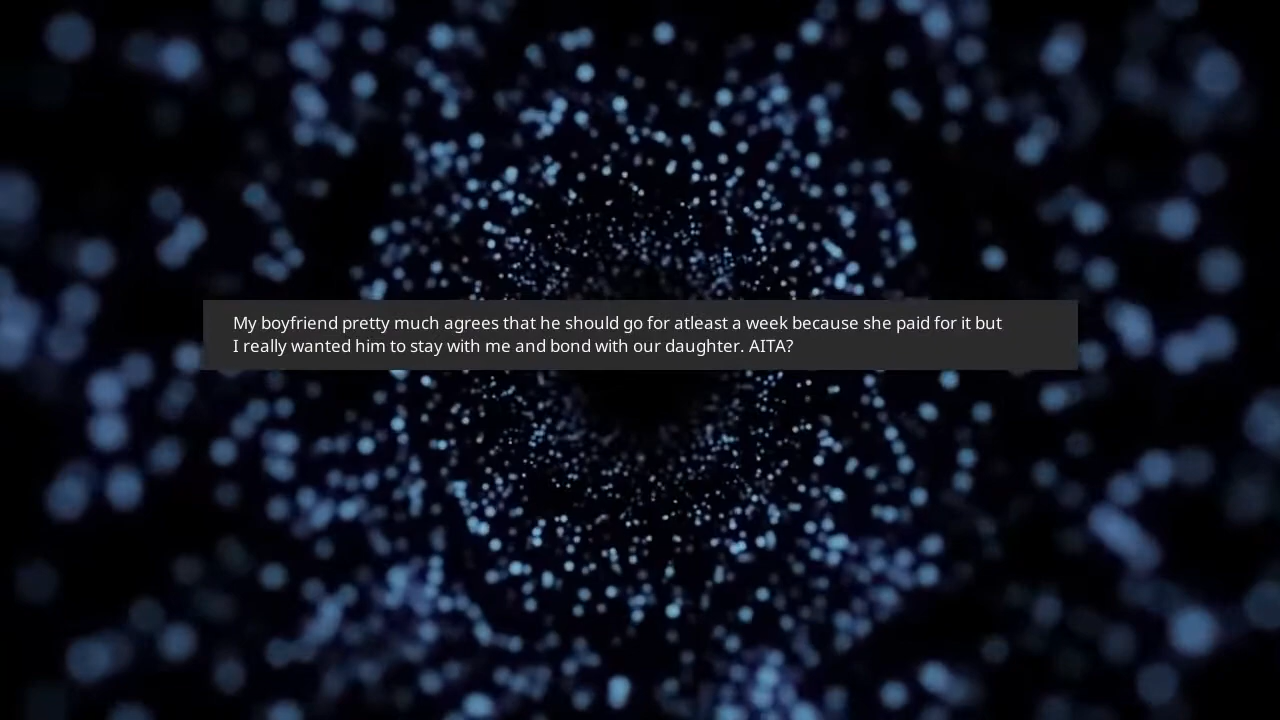 My boyfriend pretty much agrees that he should go for atleast a week because she paid for it but
I really wanted him to stay with me and bond with our daughter. AITA?